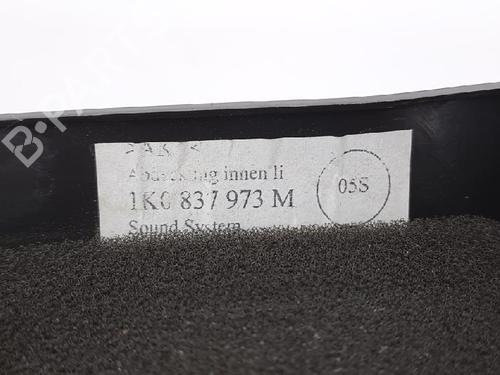 Abdeckung innen li
1K0 837 973 M
05S
Sound System
B-PARTS